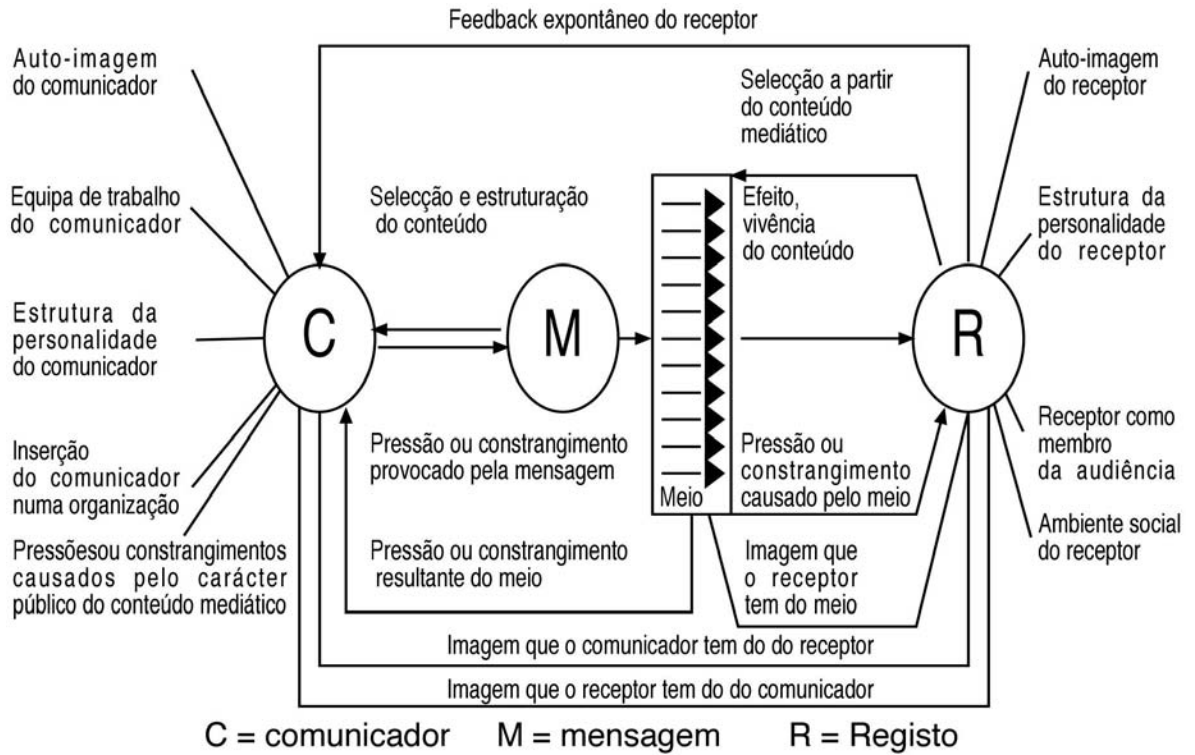 Feedback expontâneo do receptor
Auto-imagem
do comunicador
Selecção a partir
do conteúdo
mediático
Auto-imagem
do receptor
Equipa de trabalho
do comunicador
Selecção e estruturação
do conteúdo
Efeito,
vivência
do conteúdo
Estrutura da
personalidade
do receptor
Estrutura da
personalidade
do comunicador
C
M
R
Inserção
do comunicador
numa organização
Pressão ou constrangimento
provocado pela mensagem
Meio
Pressão ou
constrangimento
causado pelo meio
Receptor como
membro
da audiência
Pressõesou constrangimentos
causados pelo carácter
público do conteúdo mediático
Pressão ou constrangimento
resultante do meio
Imagem que
o receptor
tem do meio
Ambiente social
do receptor
Imagem que o comunicador tem do do receptor
Imagem que o receptor tem do do comunicador
C = comunicador M = mensagem R = Registo